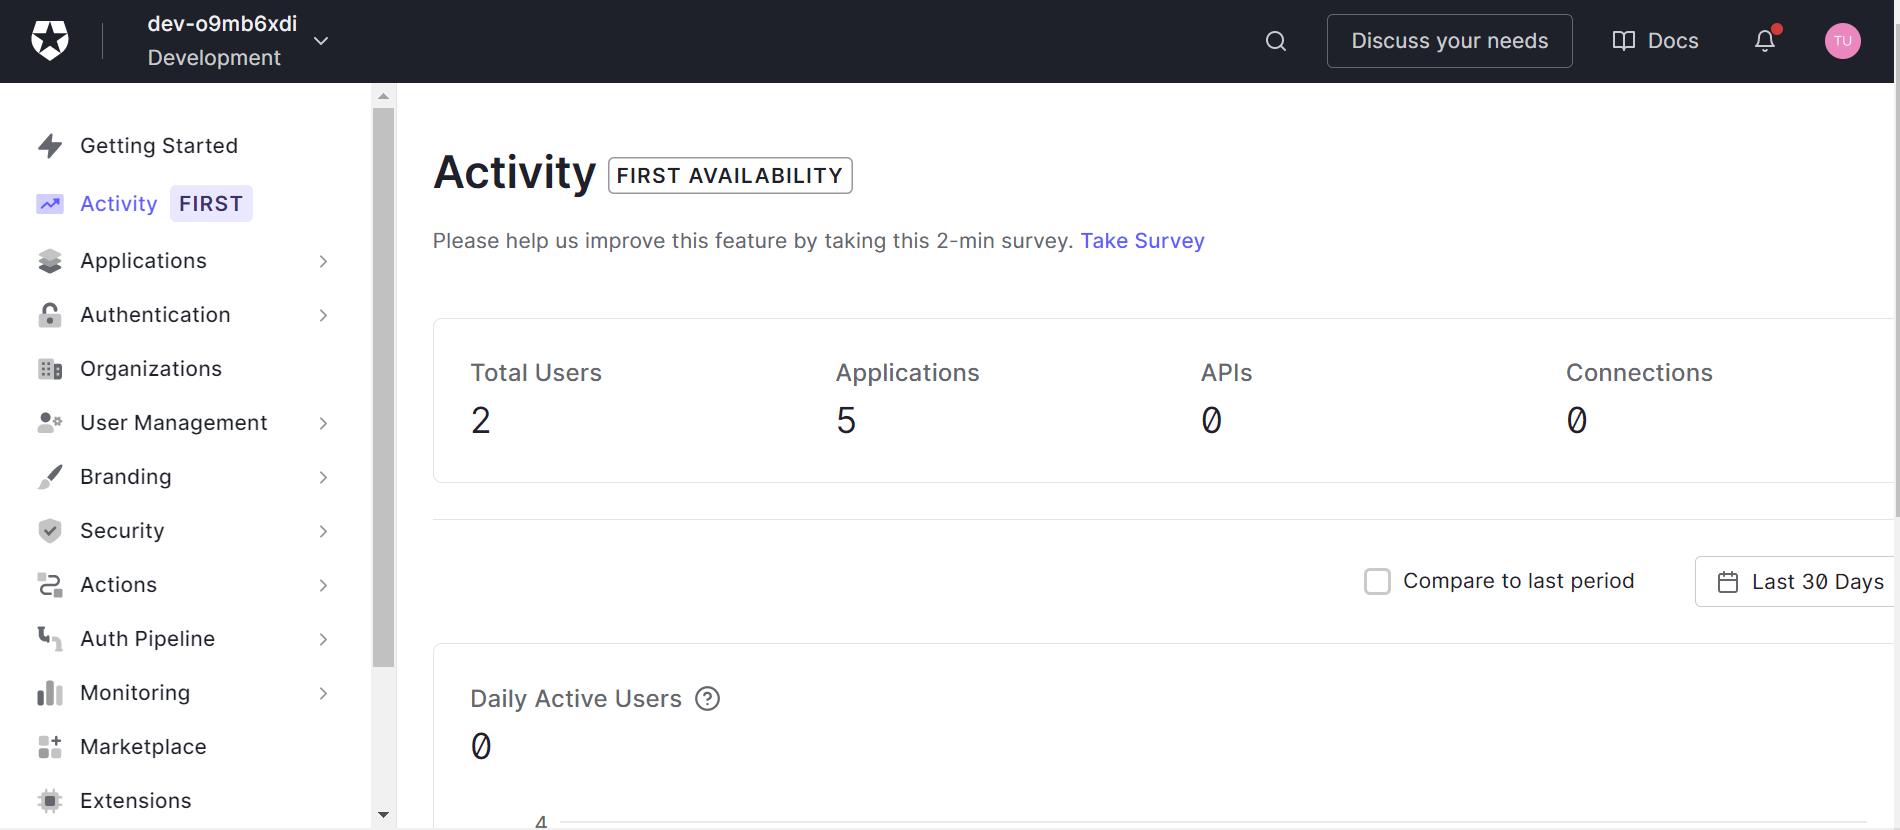 dev-o9mb6xdi
Development
Discuss your needs
Docs
TU
Getting Started
Activity FIRST
Applications
Authentication
Organizations
User Management
Branding
Security
Actions
Auth Pipeline
Monitoring
Marketplace
Extensions
Activity FIRST AVAILABILITY
Please help us improve this feature by taking this 2-min survey. Take Survey
Total Users
2
Applications
5
APIs
0
Connections
0
Compare to last period
Last 30 Days
Daily Active Users
0
4